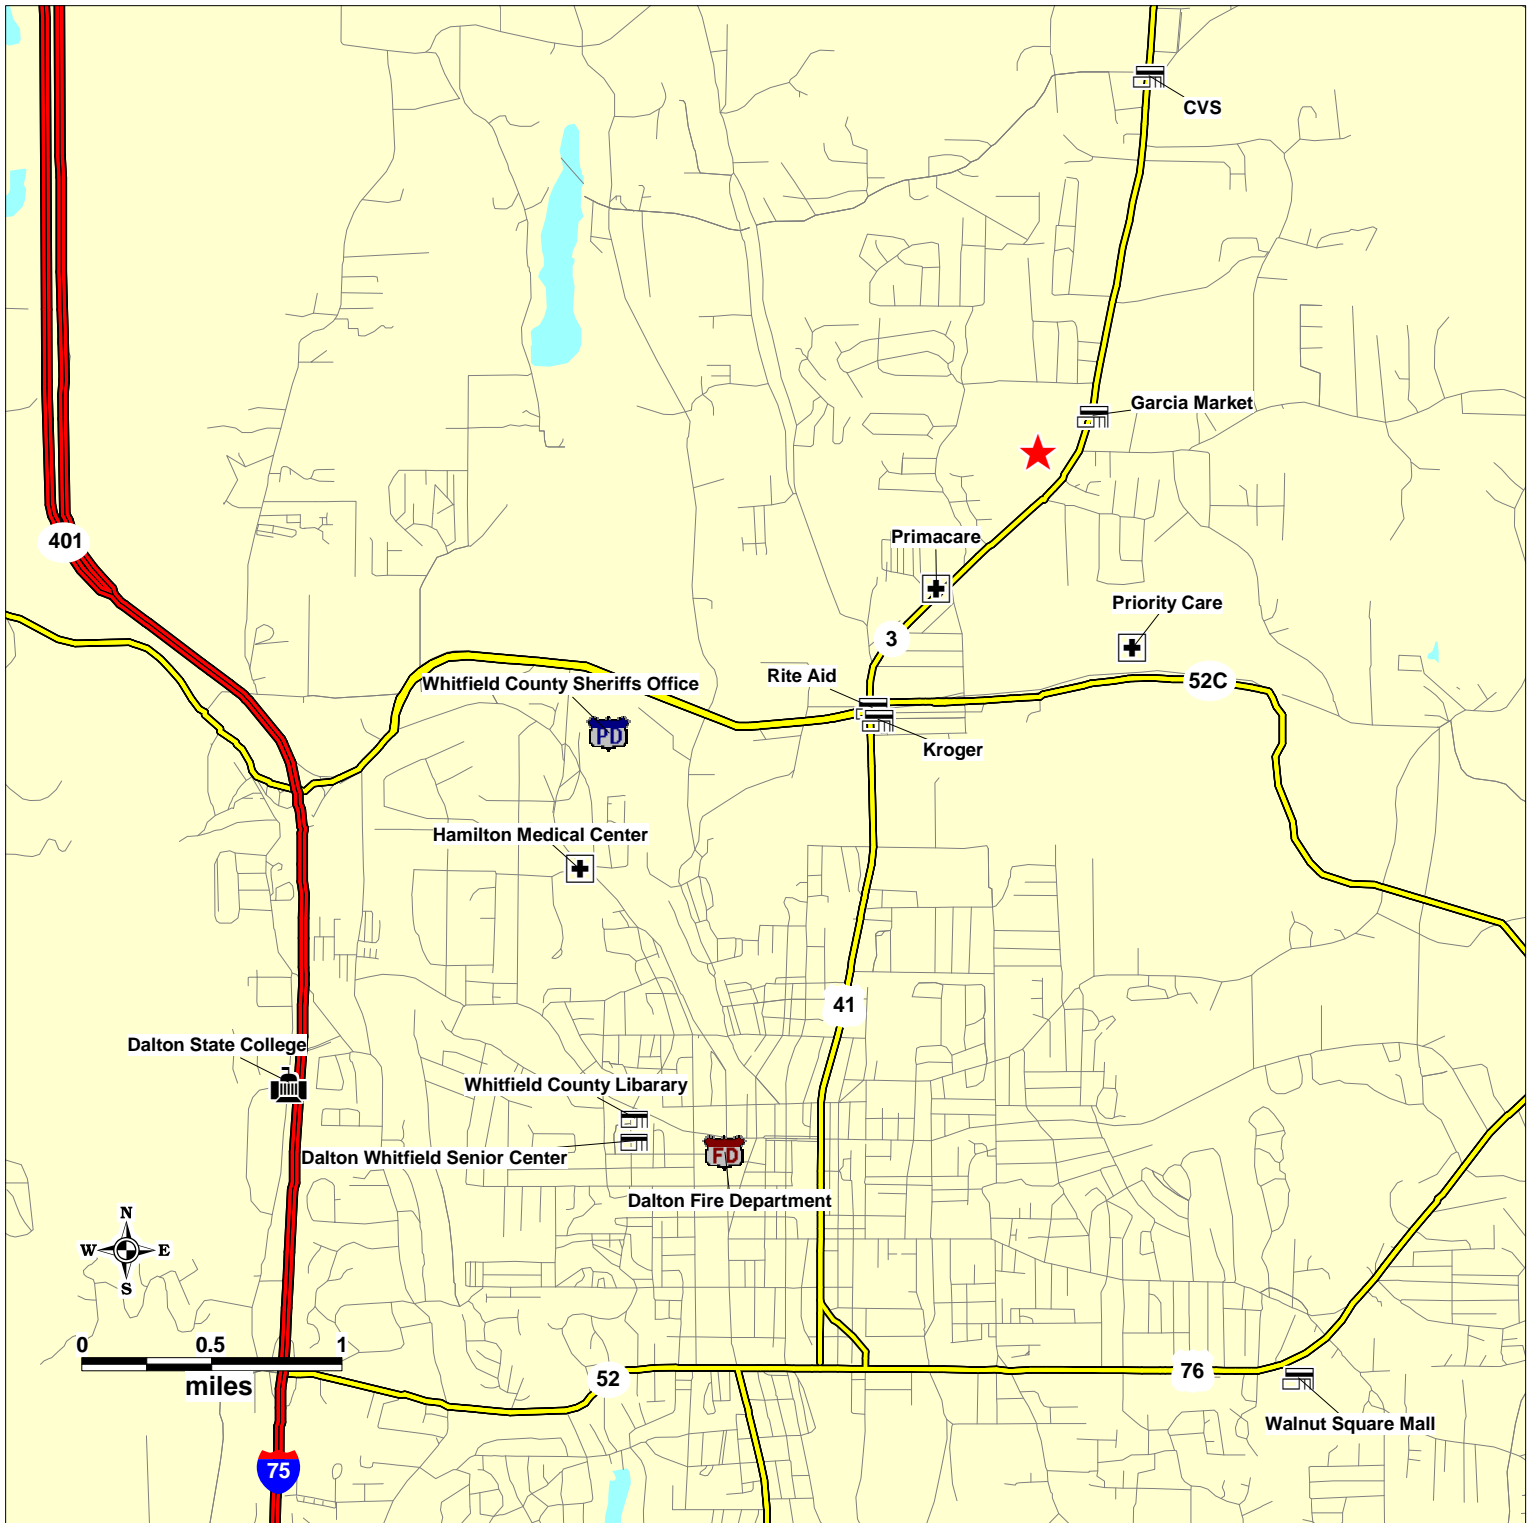 CVS
Garcia Market
401
Primacare
Priority Care
3
Rite Aid
52C
Whitfield County Sheriffs Office
PD
Kroger
Hamilton Medical Center
41
Dalton State College
Whitfield County Libarary
Dalton Whitfield Senior Center
FD
Dalton Fire Department
N
W E
S
0 0.5 1
miles
52
76
Walnut Square Mall
75